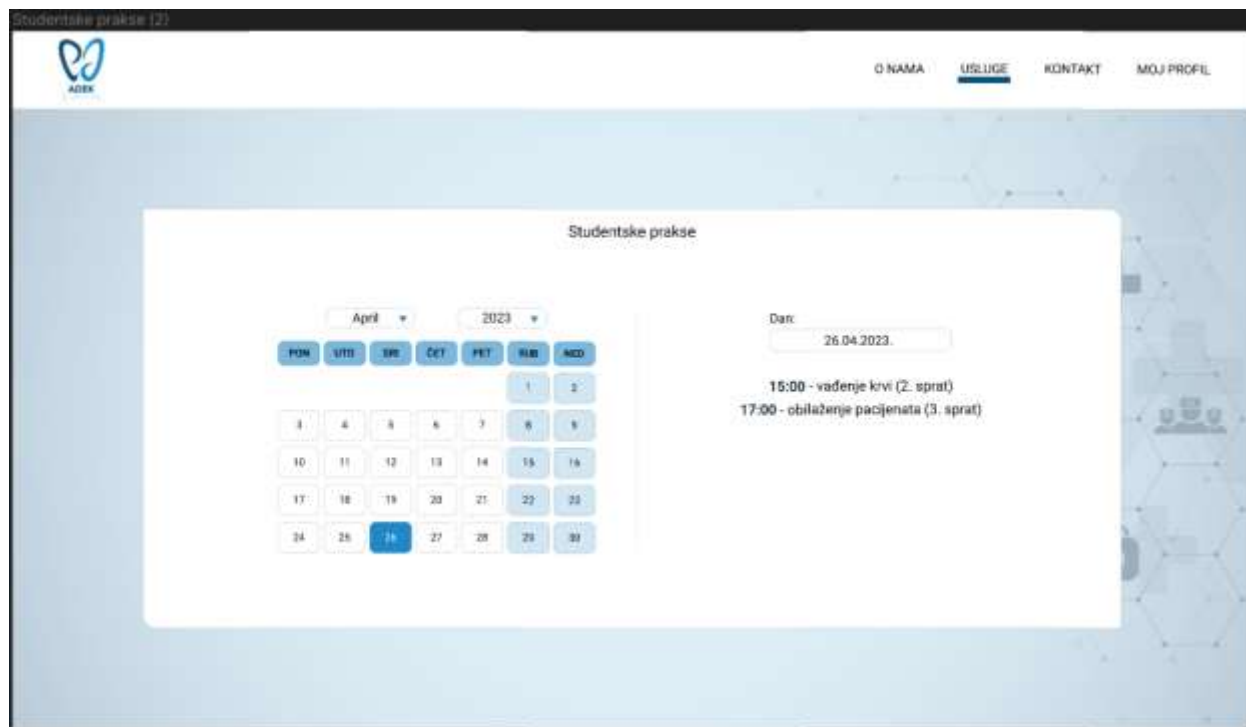 Studentske prakse (2)
ADEK
O NAMA USLUGE KONTAKT MOJ PROFIL
Studentske prakse
April 2023
PON UTO SRI ČET PET SUB NED
1 2
3 4 5 6 7 8 9
10 11 12 13 14 15 16
17 18 19 20 21 22 23
24 25 26 27 28 29 30
Dan:
26.04.2023.
15:00 - vađenje krvi (2. sprat)
17:00 - obilaženje pacijenata (3. sprat)